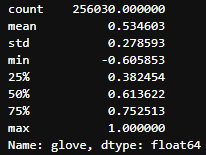 count    256030.000000
mean          0.534603
std           0.278593
min          -0.605853
25%           0.382454
50%           0.613622
75%           0.752513
max           1.000000
Name: glove, dtype: float64